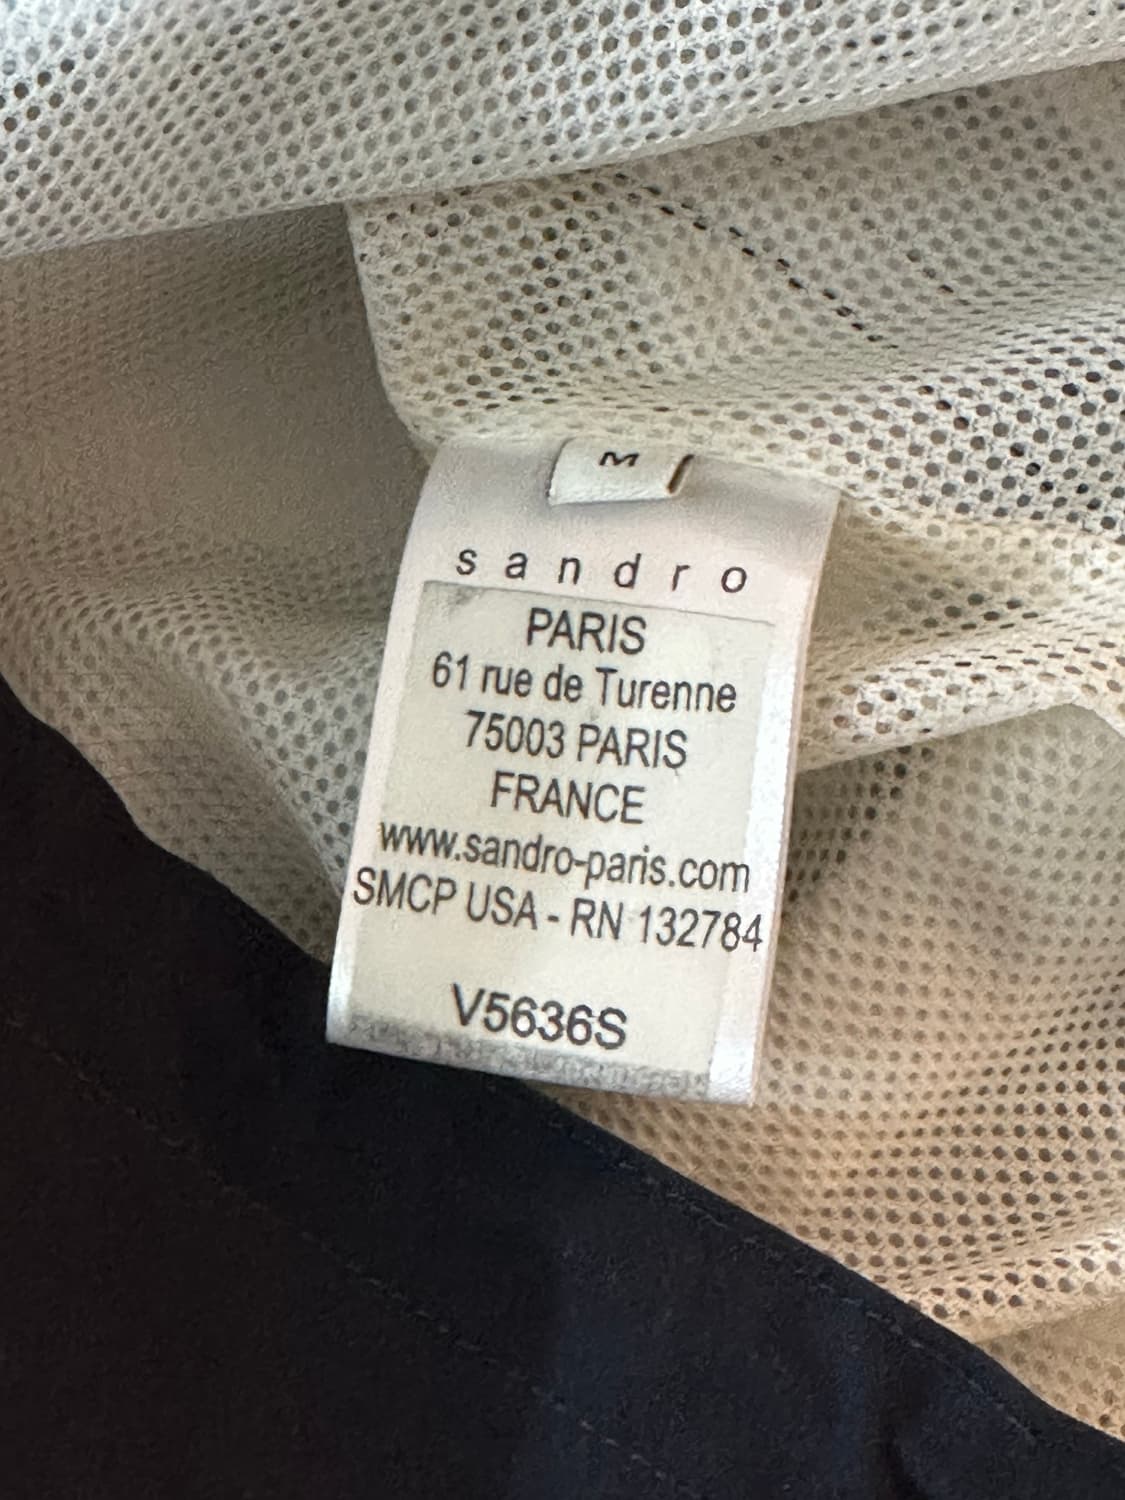 M
sandro
PARIS
61 rue de Turenne
75003 PARIS
FRANCE
www.sandro-paris.com
SMCP USA - RN 132784
V5636S